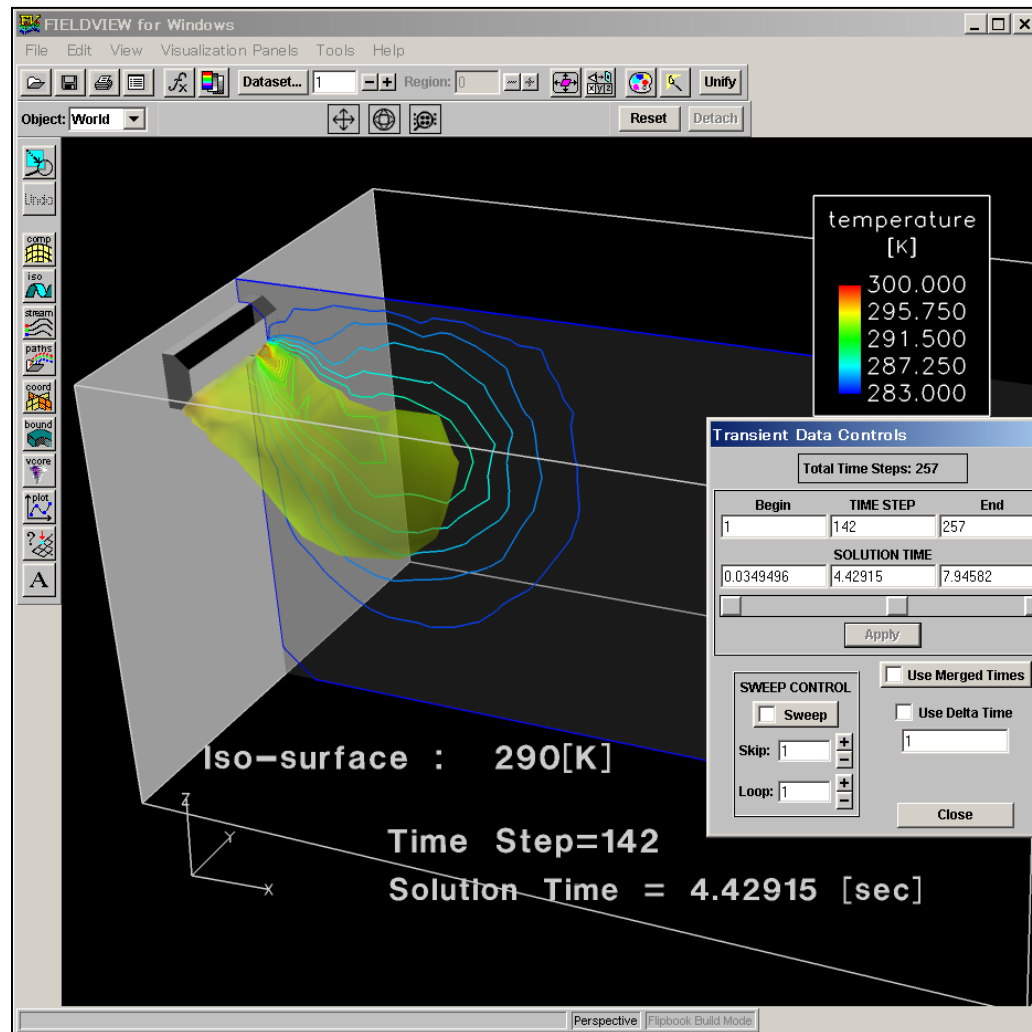 FIELDVIEW for Windows
File Edit View Visualization Panels Tools Help
Dataset... 1 Region: 0 Unify
Object: World Reset Detach
Undo
comp
iso
stream
paths
coord
bound
vcore
plot
A
temperature
[K]
300.000
295.750
291.500
287.250
283.000
Transient Data Controls
Total Time Steps: 257
Begin TIME STEP End
1 142 257
SOLUTION TIME
0.0349496 4.42915 7.94582
Apply
SWEEP CONTROL
Sweep
Skip: 1
Loop: 1
Use Merged Times
Use Delta Time
1
Close
Iso-surface : 290[K]
Z
Y
X
Time Step=142
Solution Time = 4.42915 [sec]
Perspective Flipbook Build Mode